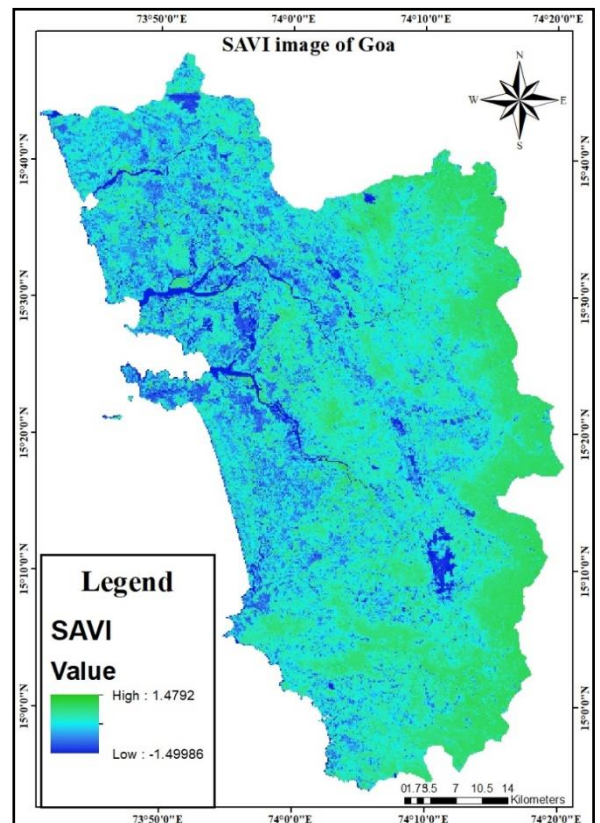 73°50'0"E 74°0'0"E 74°10'0"E 74°20'0"E
SAVI image of Goa
N
W E
S
15°40'0"N 15°40'0"N
15°30'0"N 15°30'0"N
15°20'0"N 15°20'0"N
15°10'0"N 15°10'0"N
15°0'0"N 15°0'0"N
Legend
SAVI
Value
High : 1.4792
Low : -1.49986
01.753.5 7 10.5 14
Kilometers
73°50'0"E 74°0'0"E 74°10'0"E 74°20'0"E